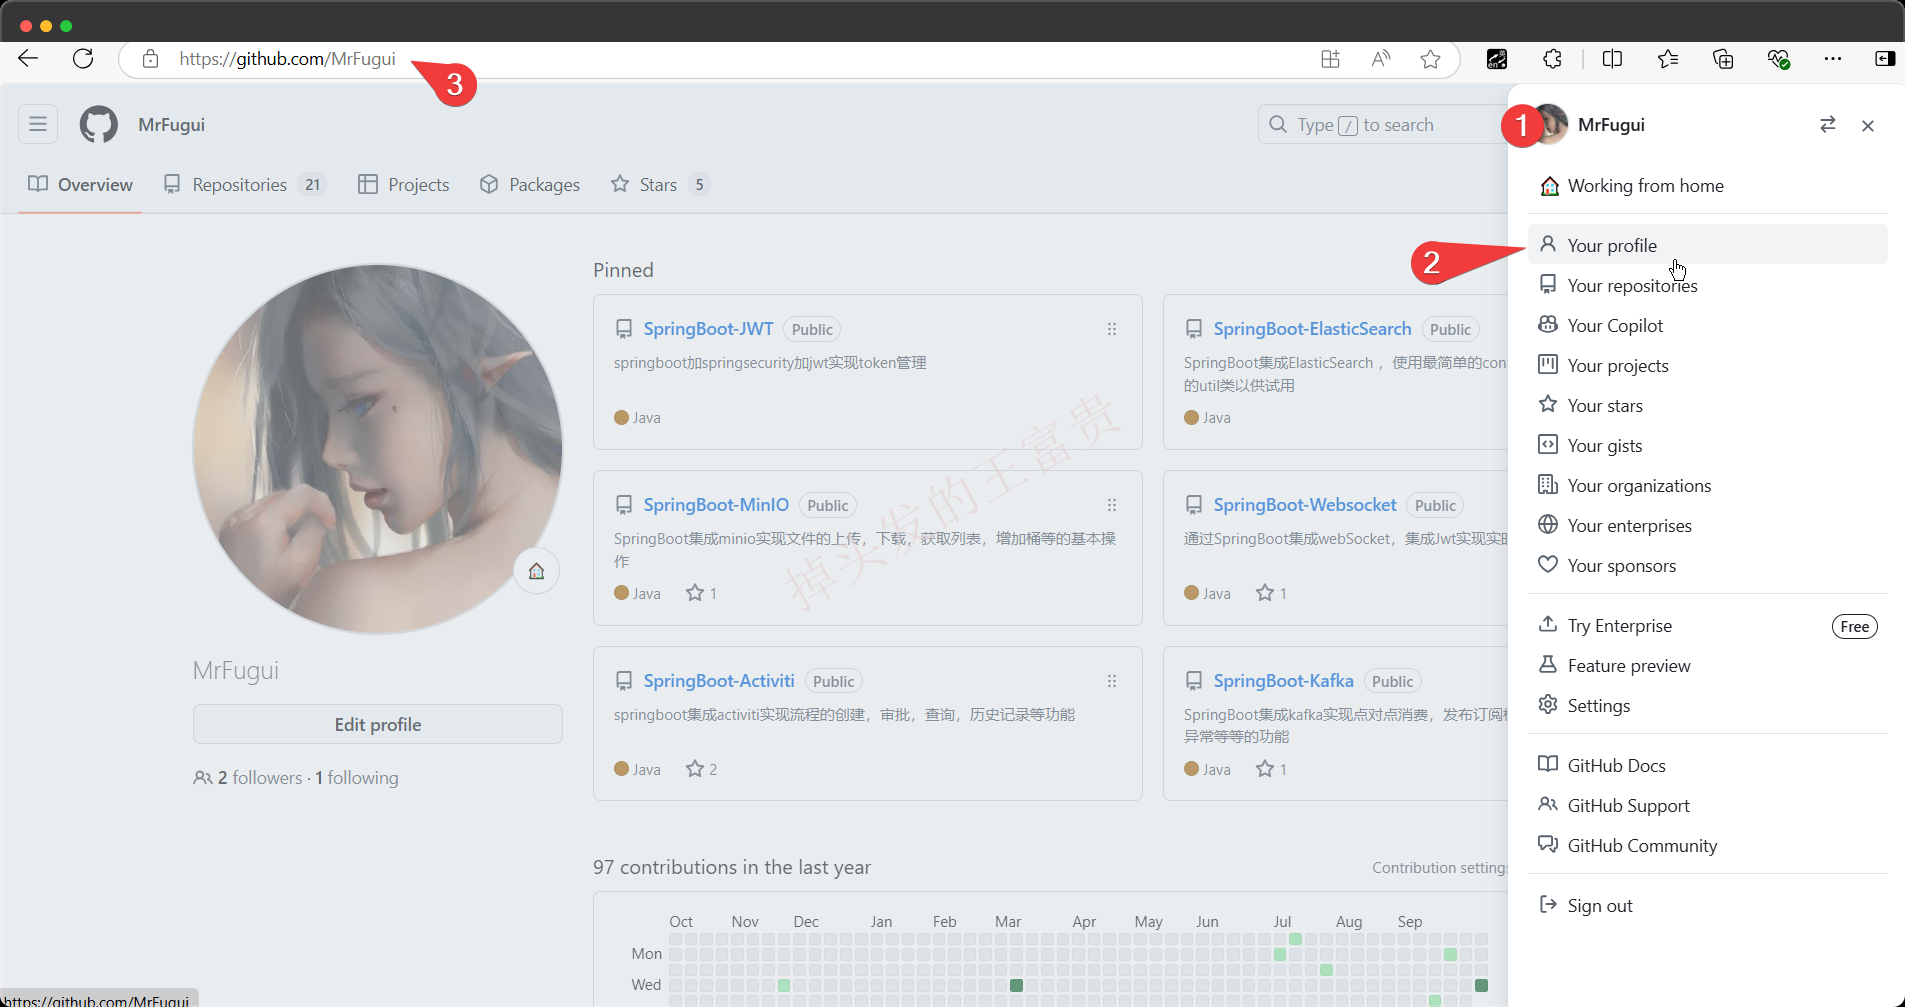 https://github.com/MrFugui
3
en
MrFugui
Type / to search
1
MrFugui
Overview
Repositories 21
Projects
Packages
Stars 5
Working from home
2
Your profile
Your repositories
Your Copilot
Your projects
Your stars
Your gists
Your organizations
Your enterprises
Your sponsors
Try Enterprise
Free
Feature preview
Settings
GitHub Docs
GitHub Support
GitHub Community
Sign out
Pinned
SpringBoot-JWT Public
springboot加springsecurity加jwt实现token管理
Java
SpringBoot-ElasticSearch Public
SpringBoot集成ElasticSearch ，使用最简单的con
的util类以供试用
Java
SpringBoot-MinIO Public
SpringBoot集成minio实现文件的上传，下载，获取列表，增加桶等的基本操
作
Java 1
SpringBoot-Websocket Public
通过SpringBoot集成webSocket，集成Jwt实现实时
Java 1
SpringBoot-Activiti Public
springboot集成activiti实现流程的创建，审批，查询，历史记录等功能
Java 2
SpringBoot-Kafka Public
SpringBoot集成kafka实现点对点消费，发布订阅
异常等等的功能
Java 1
掉头发的王富贵
MrFugui
Edit profile
2 followers · 1 following
97 contributions in the last year
Contribution settings
Oct Nov Dec Jan Feb Mar Apr May Jun Jul Aug Sep
Mon
Wed
https://github.com/MrFugui